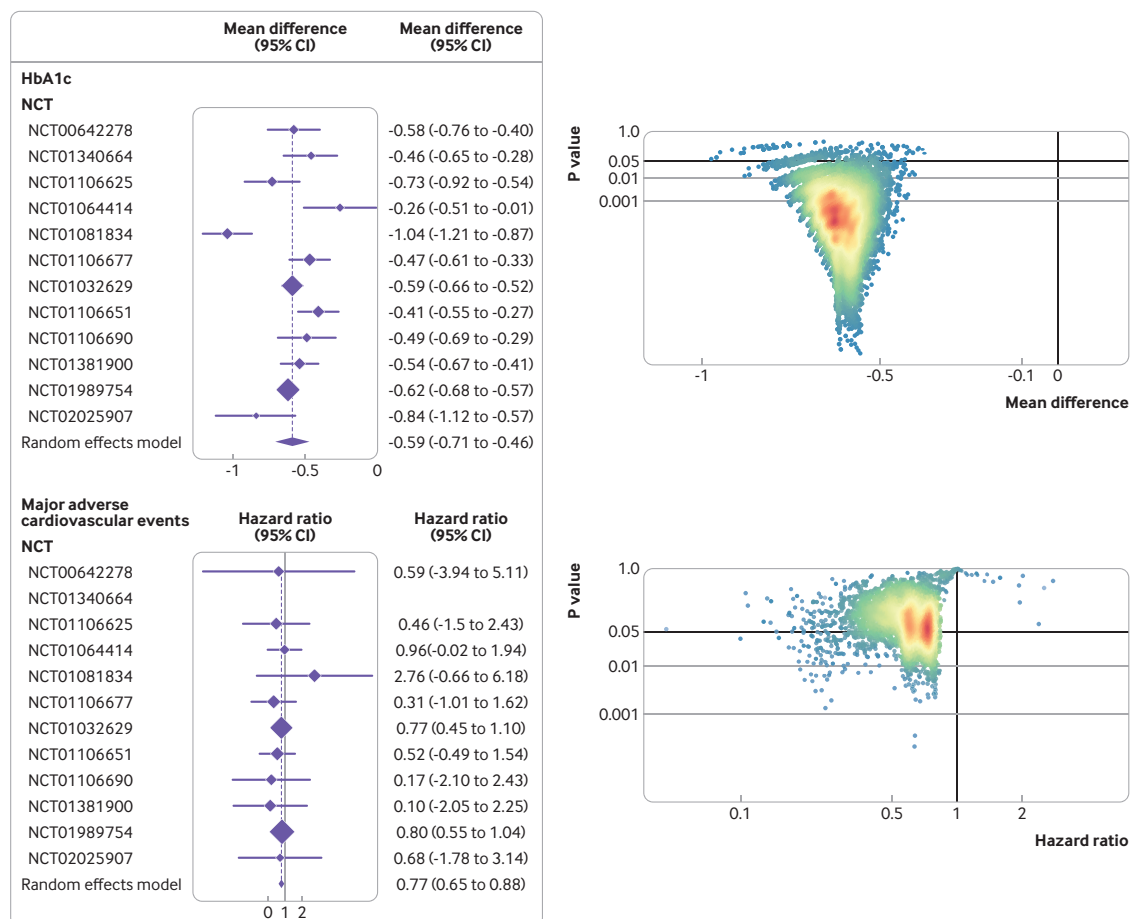 Mean difference
(95% CI)
Mean difference
(95% CI)
HbA1c
NCT
NCT00642278 -0.58 (-0.76 to -0.40)
NCT01340664 -0.46 (-0.65 to -0.28)
NCT01106625 -0.73 (-0.92 to -0.54)
NCT01064414 -0.26 (-0.51 to -0.01)
NCT01081834 -1.04 (-1.21 to -0.87)
NCT01106677 -0.47 (-0.61 to -0.33)
NCT01032629 -0.59 (-0.66 to -0.52)
NCT01106651 -0.41 (-0.55 to -0.27)
NCT01106690 -0.49 (-0.69 to -0.29)
NCT01381900 -0.54 (-0.67 to -0.41)
NCT01989754 -0.62 (-0.68 to -0.57)
NCT02025907 -0.84 (-1.12 to -0.57)
Random effects model -0.59 (-0.71 to -0.46)
-1 -0.5 0
P value
1.0
0.05
0.01
0.001
-1 -0.5 -0.1 0
Mean difference
Major adverse
cardiovascular events
Hazard ratio
(95% CI)
Hazard ratio
(95% CI)
NCT
NCT00642278 0.59 (-3.94 to 5.11)
NCT01340664
NCT01106625 0.46 (-1.5 to 2.43)
NCT01064414 0.96(-0.02 to 1.94)
NCT01081834 2.76 (-0.66 to 6.18)
NCT01106677 0.31 (-1.01 to 1.62)
NCT01032629 0.77 (0.45 to 1.10)
NCT01106651 0.52 (-0.49 to 1.54)
NCT01106690 0.17 (-2.10 to 2.43)
NCT01381900 0.10 (-2.05 to 2.25)
NCT01989754 0.80 (0.55 to 1.04)
NCT02025907 0.68 (-1.78 to 3.14)
Random effects model 0.77 (0.65 to 0.88)
0 1 2
P value
1.0
0.05
0.01
0.001
0.1 0.5 1 2
Hazard ratio